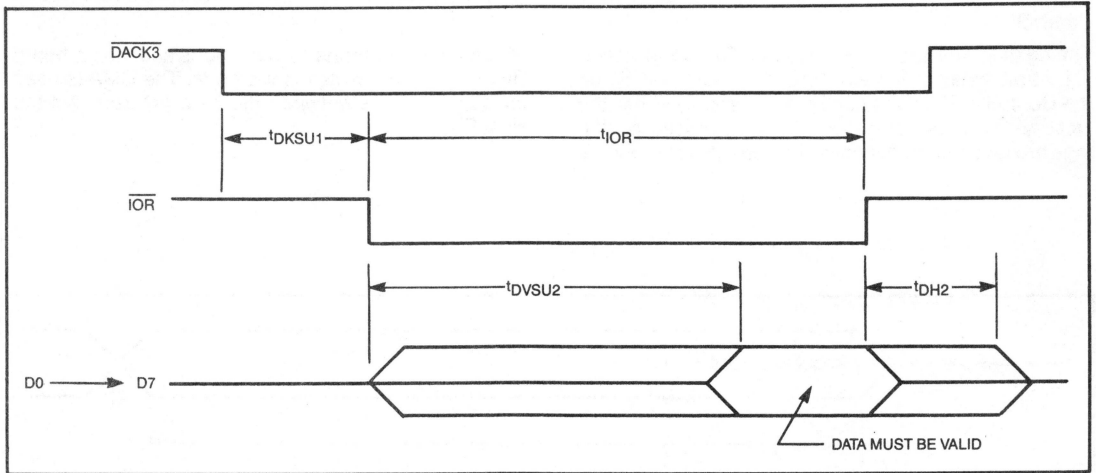 DACK3
tDKSU1
tIOR
IOR
tDVSU2
tDH2
D0 D7
DATA MUST BE VALID